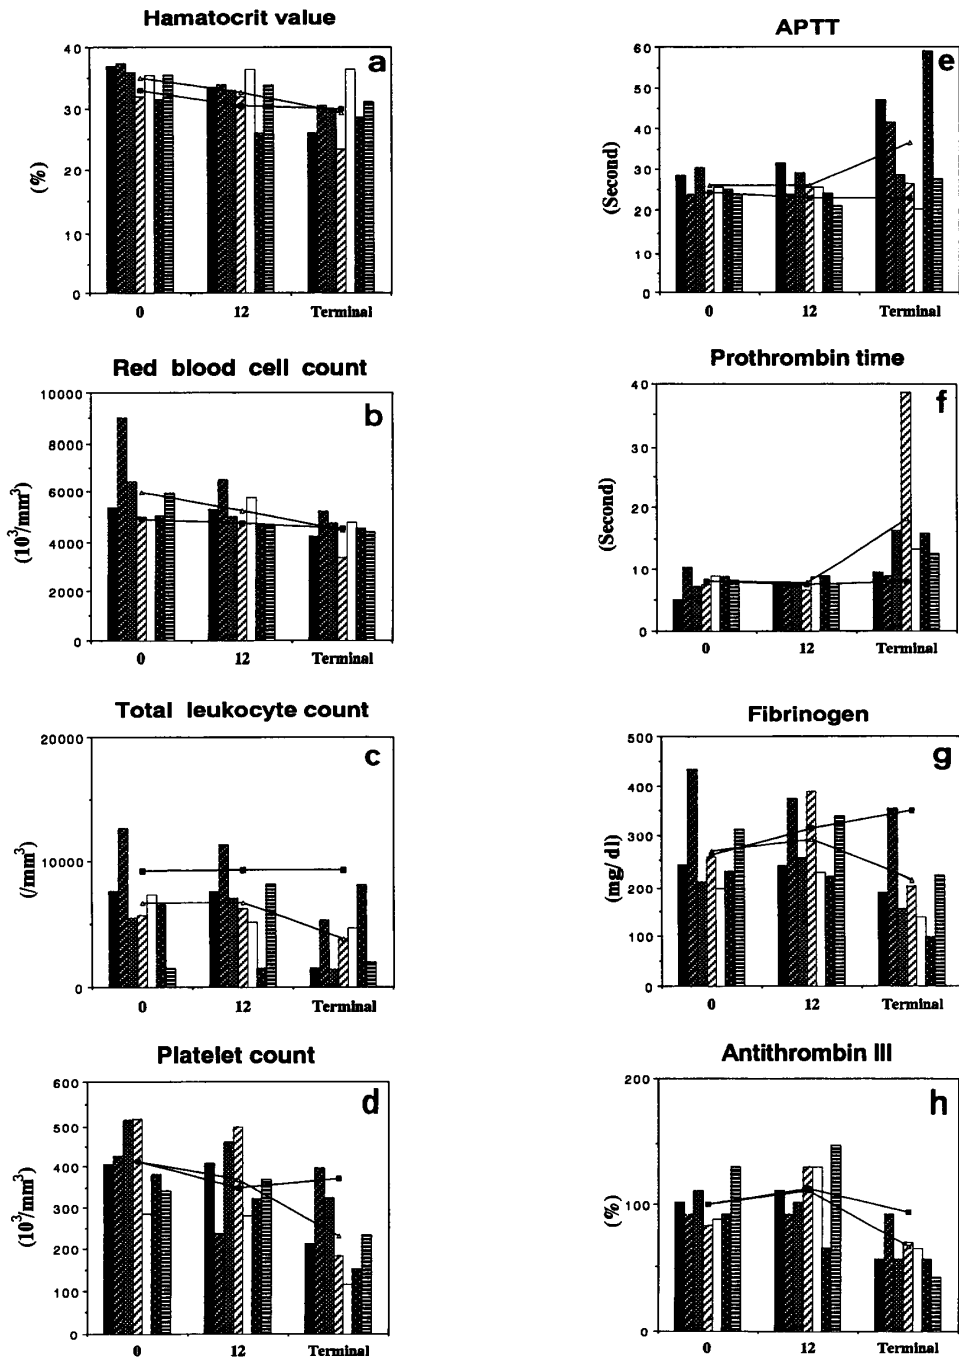 Hamatocrit value
a
40
30
20
10
0
(%)
0 12 Terminal
Red blood cell count
b
10000
8000
6000
4000
2000
0
(10³/mm³)
0 12 Terminal
Total leukocyte count
c
20000
10000
0
(/mm³)
0 12 Terminal
Platelet count
d
600
500
400
300
200
100
0
(10³/mm³)
0 12 Terminal
APTT
e
60
50
40
30
20
10
0
(Second)
0 12 Terminal
Prothrombin time
f
40
30
20
10
0
(Second)
0 12 Terminal
Fibrinogen
g
500
400
300
200
100
0
(mg/dl)
0 12 Terminal
Antithrombin III
h
200
100
0
(%)
0 12 Terminal